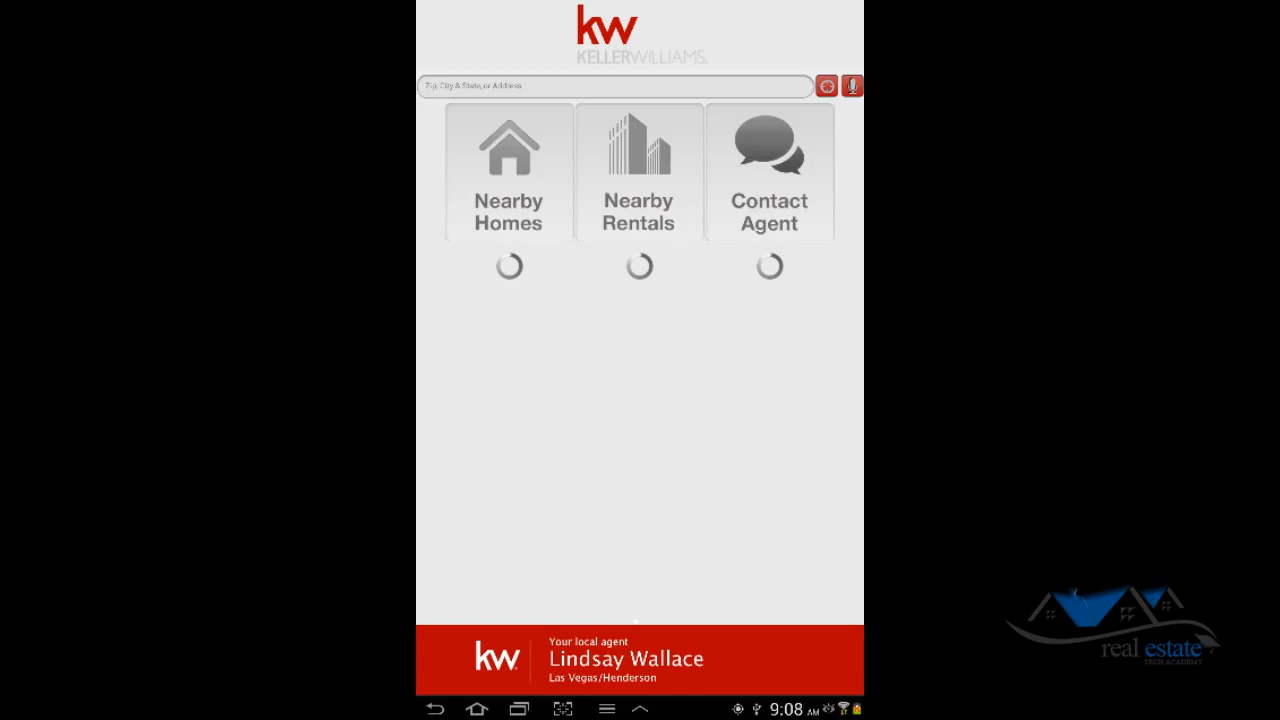 kw
KELLERWILLIAMS.
Zip, City & State, or Address
Nearby
Homes
Nearby
Rentals
Contact
Agent
kw
Your local agent
Lindsay Wallace
Las Vegas/Henderson
9:08 AM
real estate
TECH ACADEMY